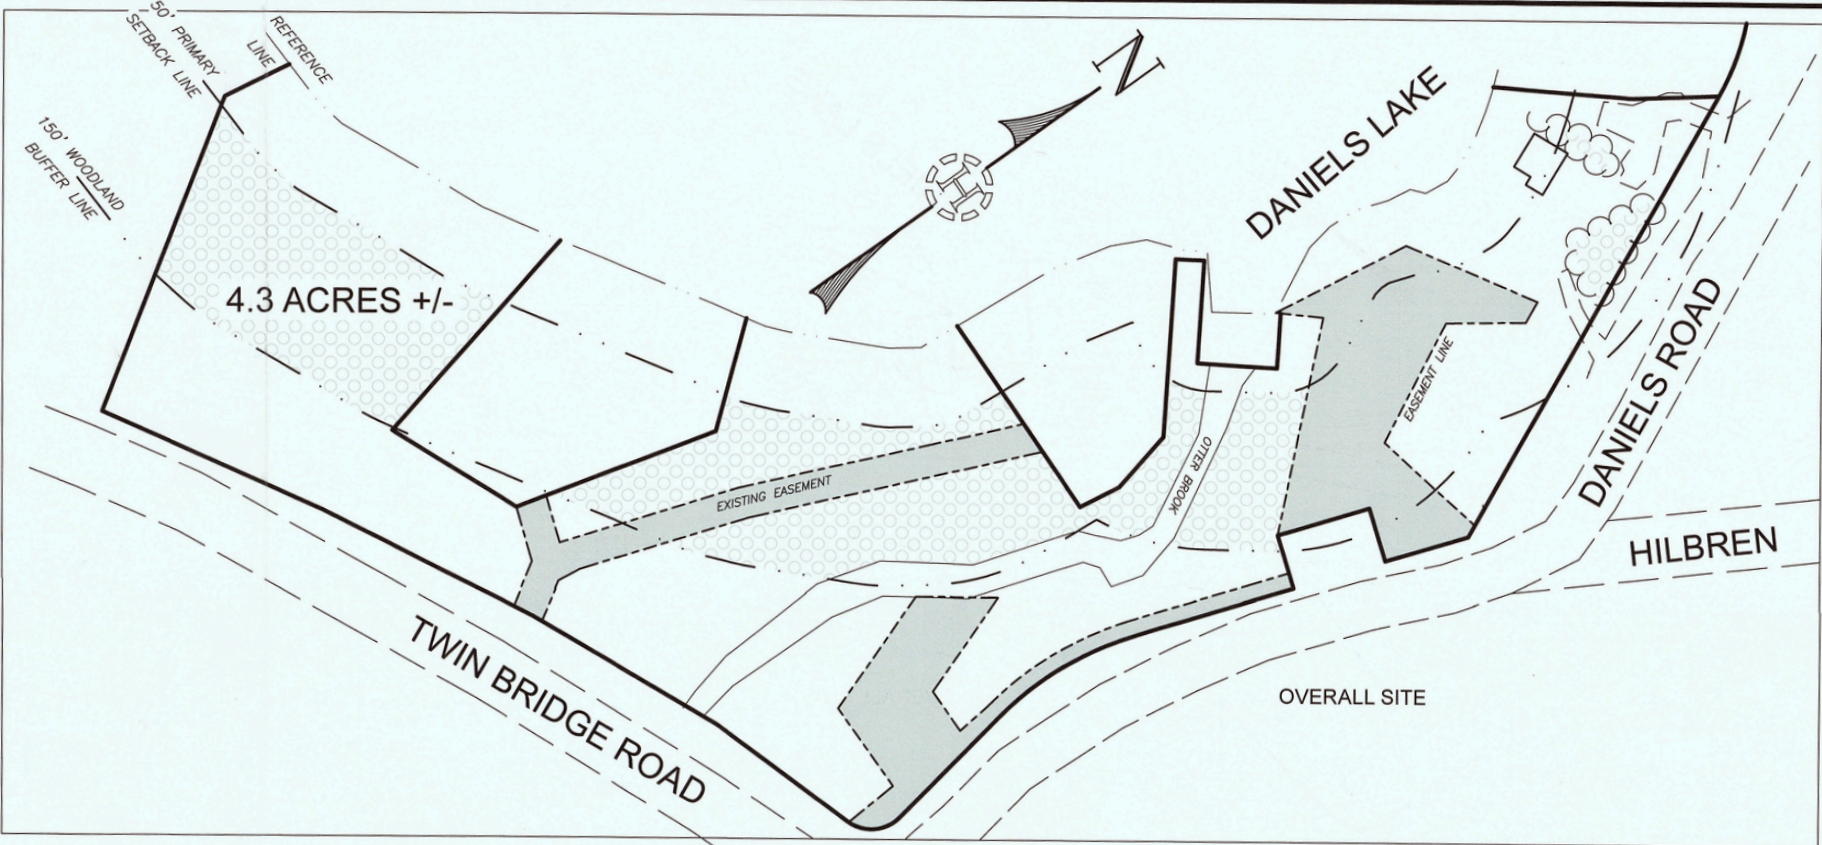 50' PRIMARY
SETBACK LINE
REFERENCE
LINE
150' WOODLAND
BUFFER LINE
N
H
DANIELS LAKE
4.3 ACRES +/-
EASEMENT LINE
DANIELS ROAD
OTTER BROOK
EXISTING EASEMENT
HILBREN
TWIN BRIDGE ROAD
OVERALL SITE